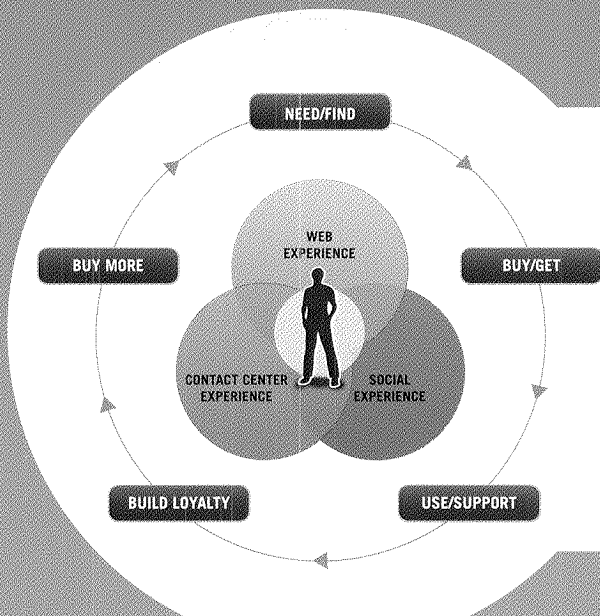 NEED/FIND
WEB
EXPERIENCE
BUY MORE
BUY/GET
CONTACT CENTER
EXPERIENCE
SOCIAL
EXPERIENCE
BUILD LOYALTY
USE/SUPPORT